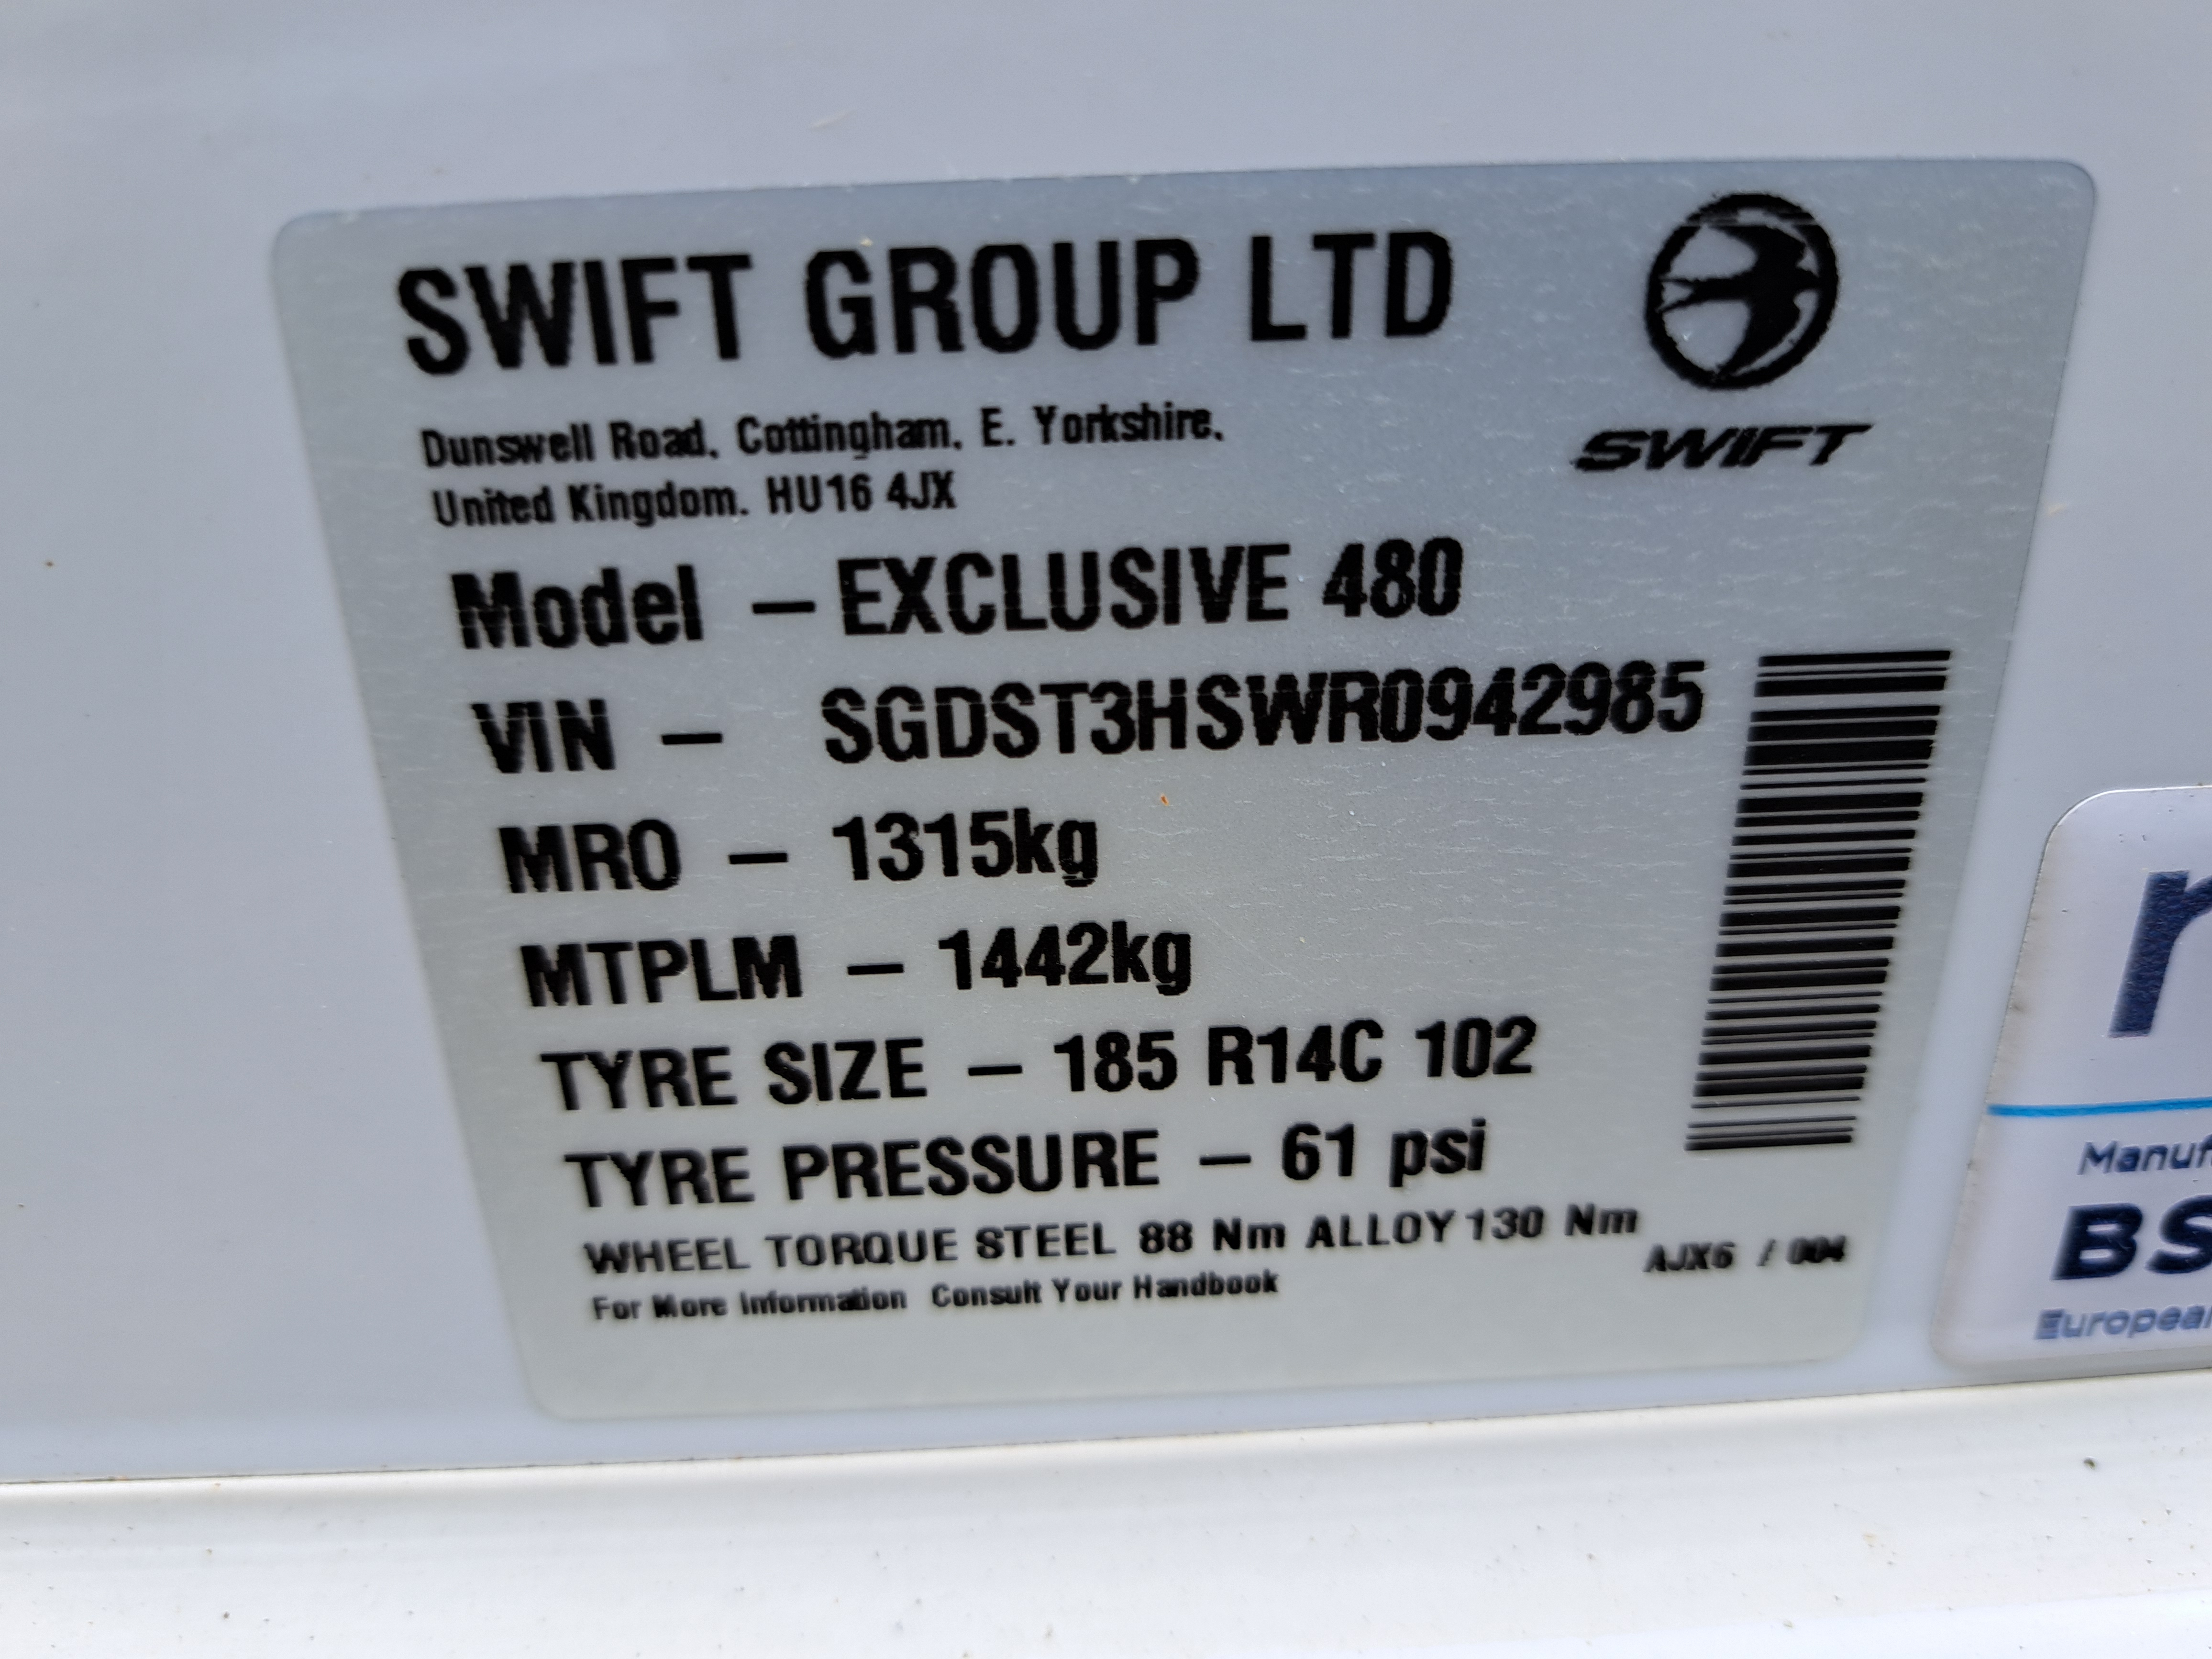 SWIFT GROUP LTD
SWIFT
Dunswell Road, Cottingham, E. Yorkshire,
United Kingdom. HU16 4JX
Model – EXCLUSIVE 480
VIN – SGDST3HSWR0942985
MRO – 1315kg
MTPLM – 1442kg
TYRE SIZE – 185 R14C 102
TYRE PRESSURE – 61 psi
WHEEL TORQUE STEEL 88 Nm ALLOY 130 Nm
AJX6 / 004
For More Information Consult Your Handbook
Manuf
BS
European